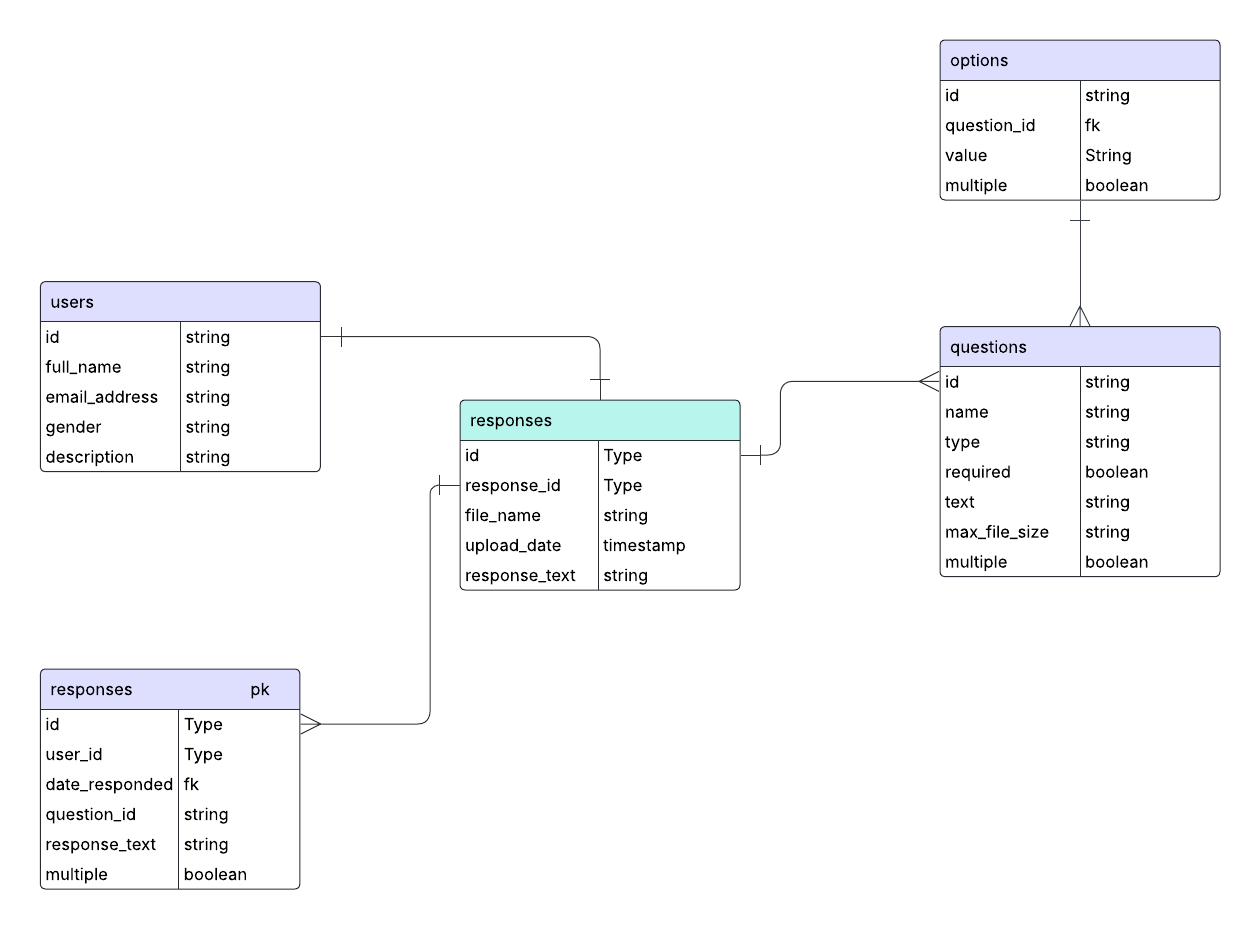 options
id string
question_id fk
value String
multiple boolean
users
id string
full_name string
email_address string
gender string
description string
responses
id Type
response_id Type
file_name string
upload_date timestamp
response_text string
questions
id string
name string
type string
required boolean
text string
max_file_size string
multiple boolean
responses pk
id Type
user_id Type
date_responded fk
question_id string
response_text string
multiple boolean